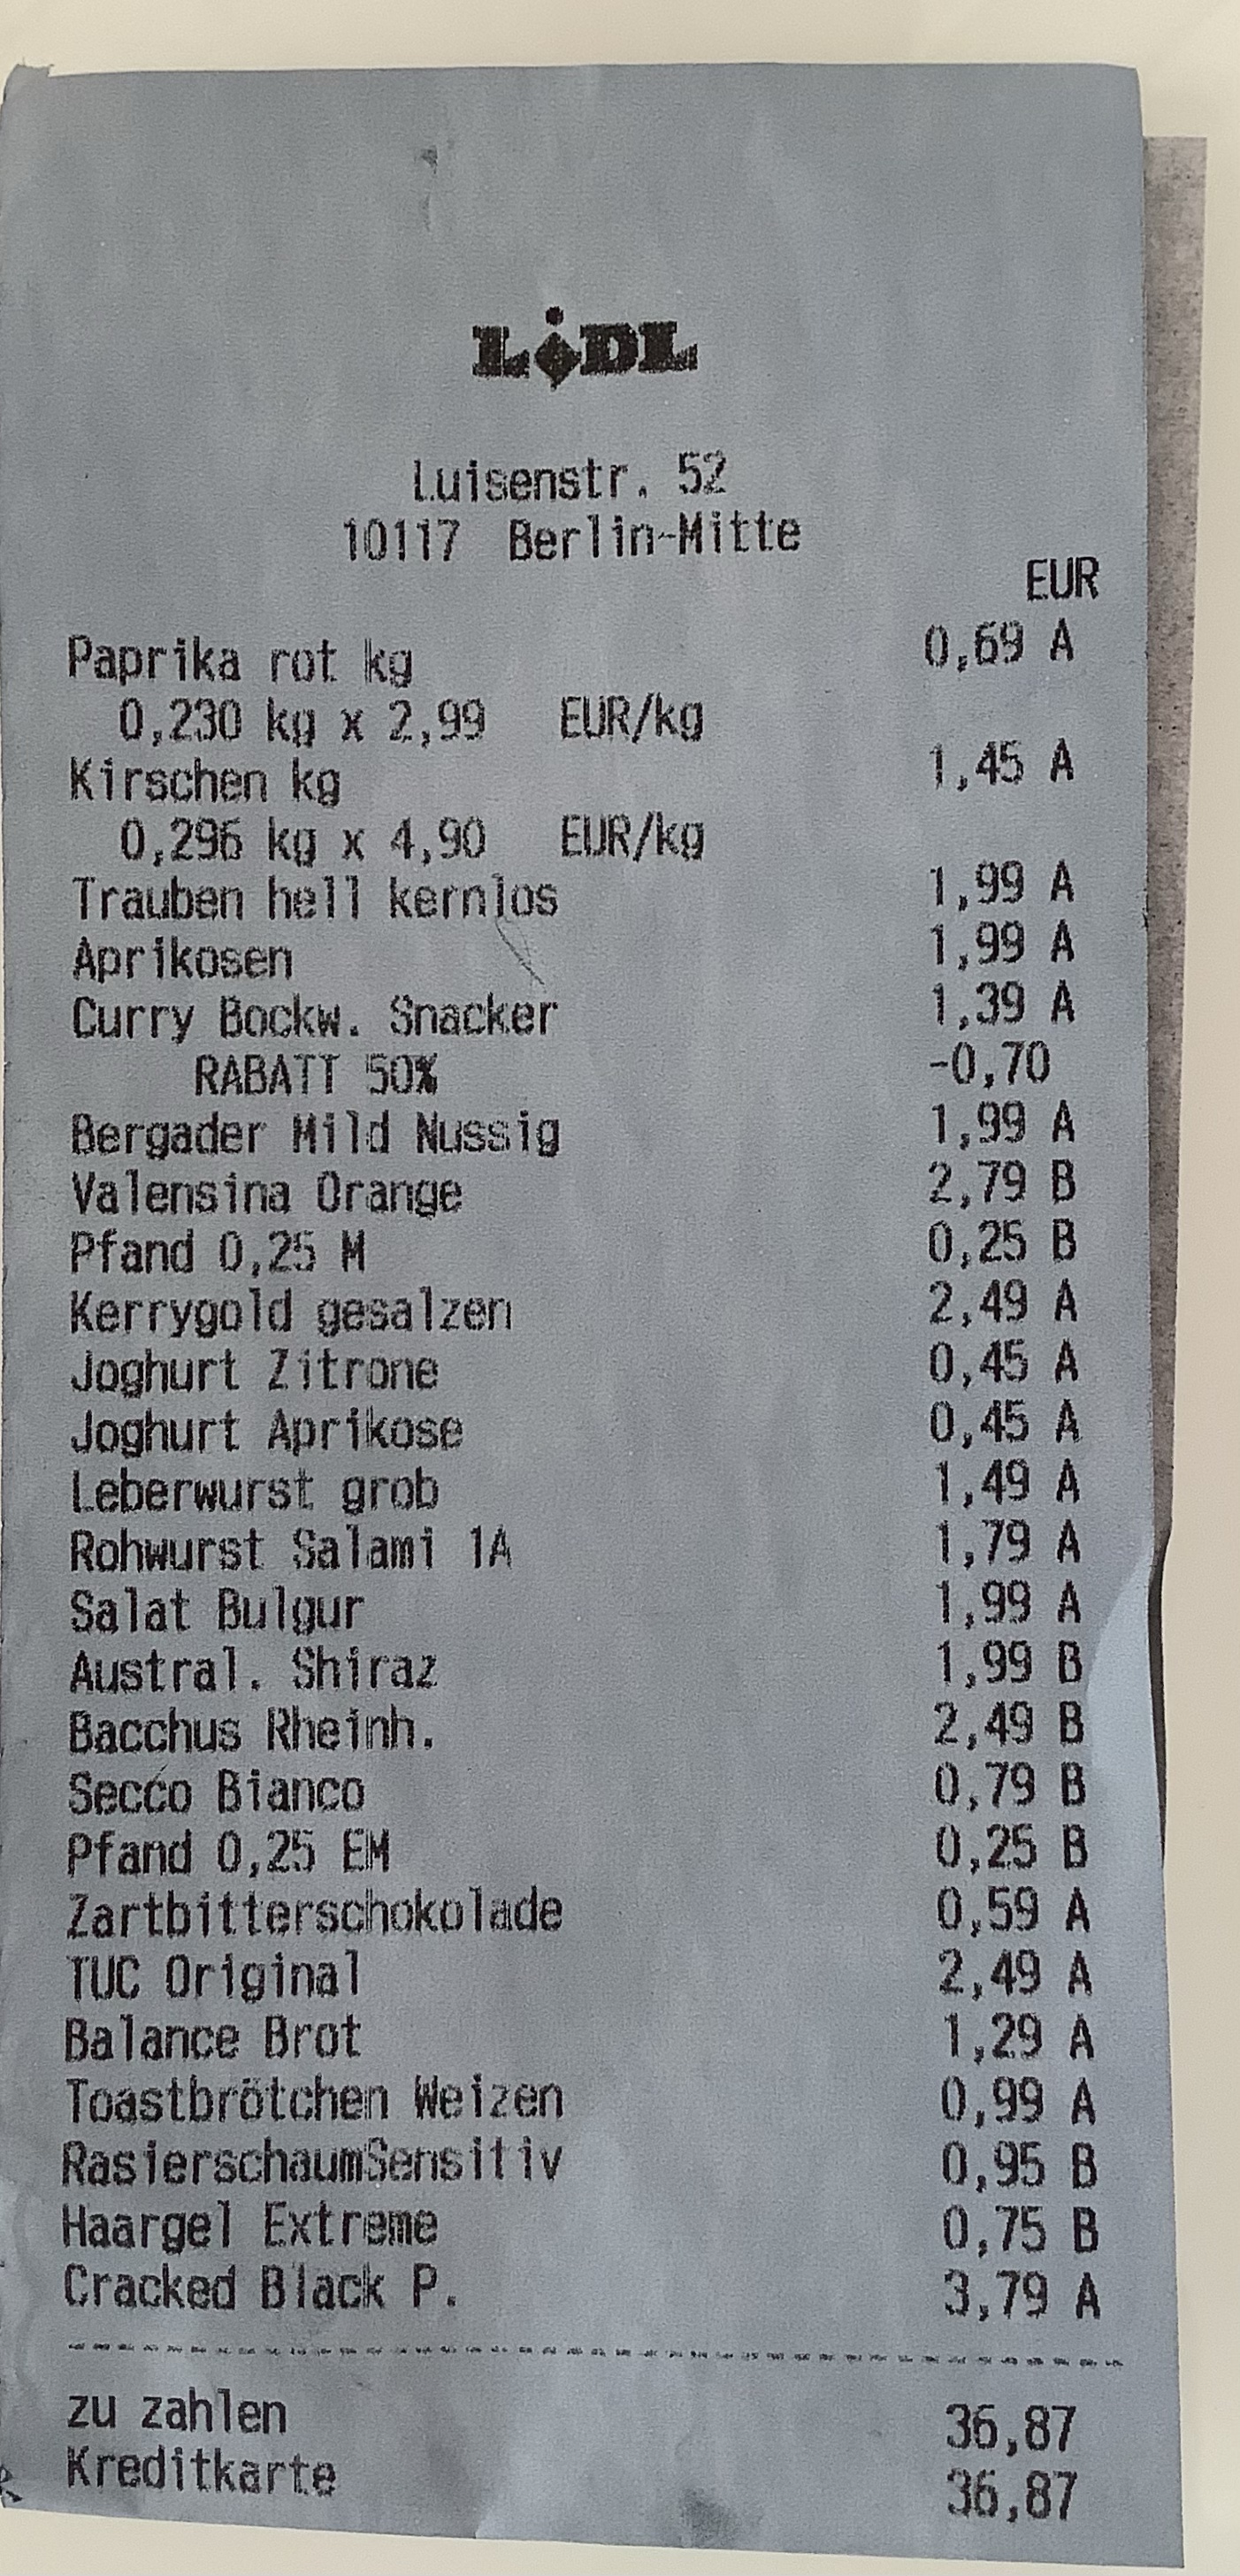 LiDL
Luisenstr. 52
10117 Berlin-Mitte
EUR
Paprika rot kg 0,69 A
0,230 kg x 2,99 EUR/kg
Kirschen kg 1,45 A
0,296 kg x 4,90 EUR/kg
Trauben hell kernlos 1,99 A
Aprikosen 1,99 A
Curry Bockw. Snacker 1,39 A
RABATT 50% -0,70
Bergader Mild Nussig 1,99 A
Valensina Orange 2,79 B
Pfand 0,25 M 0,25 B
Kerrygold gesalzen 2,49 A
Joghurt Zitrone 0,45 A
Joghurt Aprikose 0,45 A
Leberwurst grob 1,49 A
Rohwurst Salami 1A 1,79 A
Salat Bulgur 1,99 A
Austral. Shiraz 1,99 B
Bacchus Rheinh. 2,49 B
Secco Bianco 0,79 B
Pfand 0,25 EM 0,25 B
Zartbitterschokolade 0,59 A
TUC Original 2,49 A
Balance Brot 1,29 A
Toastbrötchen Weizen 0,99 A
RasierschaumSensitiv 0,95 B
Haargel Extreme 0,75 B
Cracked Black P. 3,79 A
zu zahlen 36,87
Kreditkarte 36,87